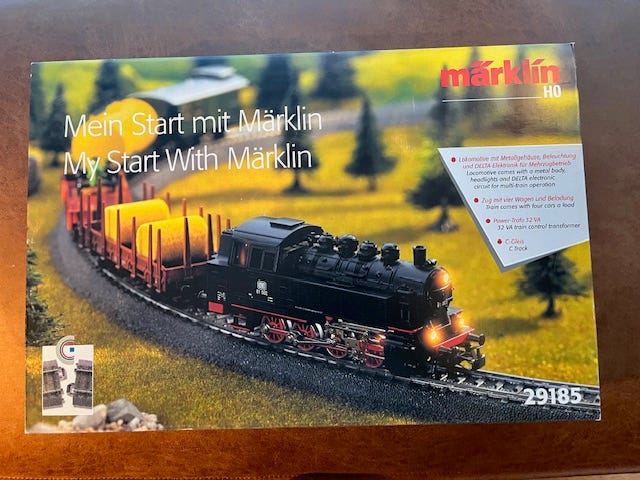 märklin
H0
Mein Start mit Märklin
My Start With Märklin
Lokomotive mit Metallgehäuse, Beleuchtung
und DELTA-Elektronik für Mehrzugbetrieb
Locomotive comes with a metal body,
headlights and DELTA electronic
circuit for multi-train operation
Zug mit vier Wagen und Beladung
Train comes with four cars a load
Power-Trafo 32 VA
32 VA train control transformer
C-Gleis
C Track
DB
81 002
29185